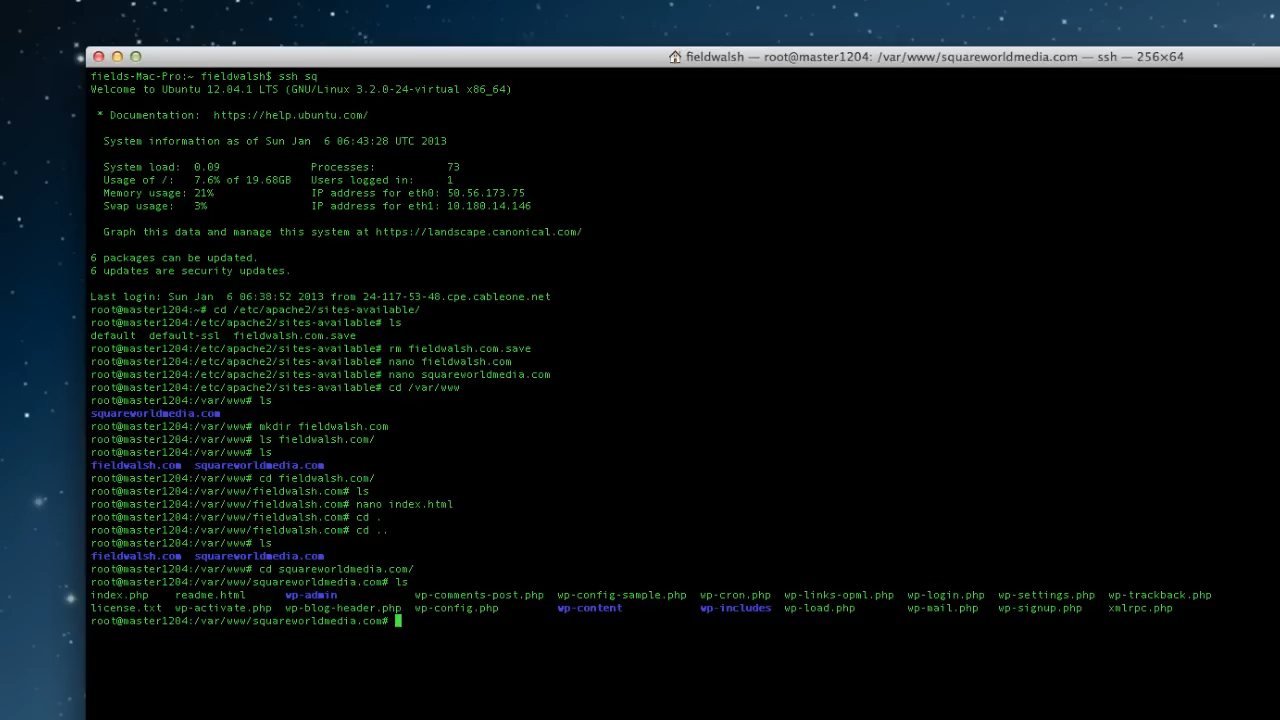 fieldwalsh — root@master1204: /var/www/squareworldmedia.com — ssh — 256×64
fields-Mac-Pro:~ fieldwalsh$ ssh sq
Welcome to Ubuntu 12.04.1 LTS (GNU/Linux 3.2.0-24-virtual x86_64)
* Documentation:  https://help.ubuntu.com/
System information as of Sun Jan  6 06:43:28 UTC 2013
System load:  0.09              Processes:           73
Usage of /:   7.6% of 19.68GB   Users logged in:     1
Memory usage: 21%               IP address for eth0: 50.56.173.75
Swap usage:   3%                IP address for eth1: 10.180.14.146
Graph this data and manage this system at https://landscape.canonical.com/
6 packages can be updated.
6 updates are security updates.
Last login: Sun Jan  6 06:38:52 2013 from 24-117-53-48.cpe.cableone.net
root@master1204:~# cd /etc/apache2/sites-available/
root@master1204:/etc/apache2/sites-available# ls
default  default-ssl  fieldwalsh.com.save
root@master1204:/etc/apache2/sites-available# rm fieldwalsh.com.save
root@master1204:/etc/apache2/sites-available# nano fieldwalsh.com
root@master1204:/etc/apache2/sites-available# nano squareworldmedia.com
root@master1204:/etc/apache2/sites-available# cd /var/www
root@master1204:/var/www# ls
squareworldmedia.com
root@master1204:/var/www# mkdir fieldwalsh.com
root@master1204:/var/www# ls fieldwalsh.com/
root@master1204:/var/www# ls
fieldwalsh.com  squareworldmedia.com
root@master1204:/var/www# cd fieldwalsh.com/
root@master1204:/var/www/fieldwalsh.com# ls
root@master1204:/var/www/fieldwalsh.com# nano index.html
root@master1204:/var/www/fieldwalsh.com# cd .
root@master1204:/var/www/fieldwalsh.com# cd ..
root@master1204:/var/www# ls
fieldwalsh.com  squareworldmedia.com
root@master1204:/var/www# cd squareworldmedia.com/
root@master1204:/var/www/squareworldmedia.com# ls
index.php    readme.html      wp-admin            wp-comments-post.php  wp-config-sample.php  wp-cron.php  wp-links-opml.php  wp-login.php  wp-settings.php  wp-trackback.php
license.txt  wp-activate.php  wp-blog-header.php  wp-config.php         wp-content            wp-includes  wp-load.php        wp-mail.php   wp-signup.php    xmlrpc.php
root@master1204:/var/www/squareworldmedia.com#